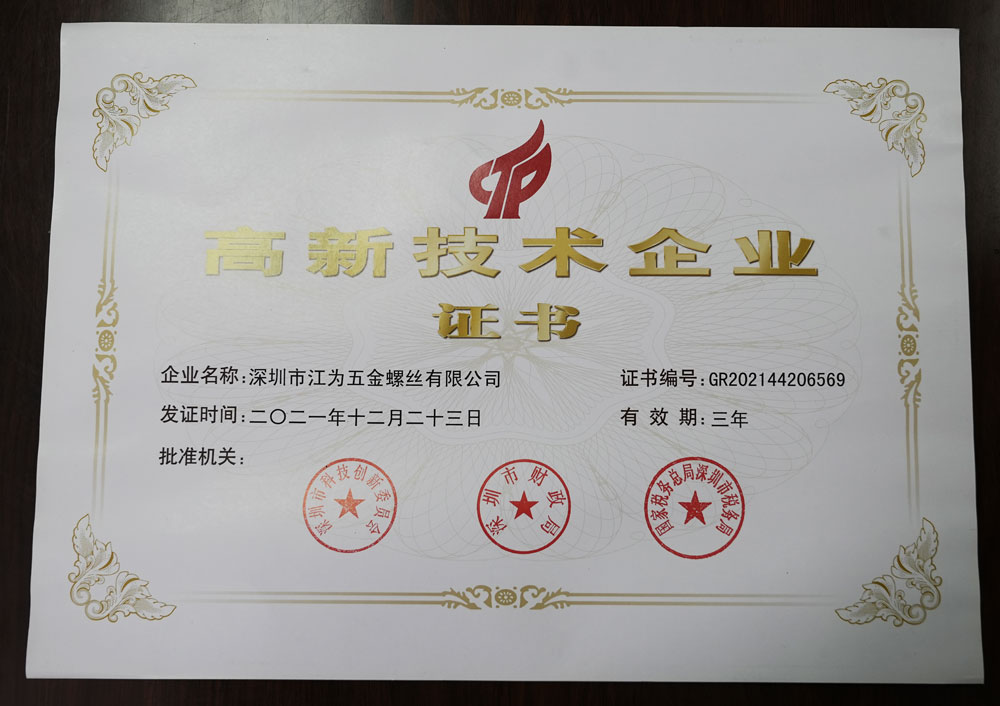 CTP
高新技术企业
证书
企业名称:深圳市江为五金螺丝有限公司
证书编号:GR202144206569
发证时间:二〇二一年十二月二十三日
有 效 期:三年
批准机关:
深圳市科技创新委员会
深圳市财政局
国家税务总局深圳市税务局